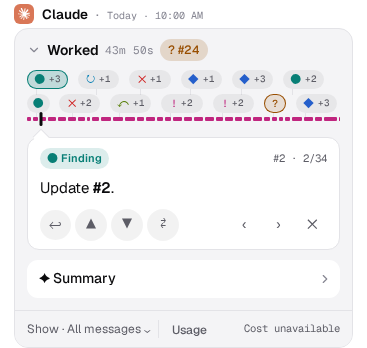 Claude · Today · 10:00 AM
Worked 43m 50s ? #24
+3 +1 +1 +1 +3 +2
+2 +1 ! +2 ! +2 ? +3
Finding #2 · 2/34
Update #2.
Summary
Show · All messages Usage Cost unavailable